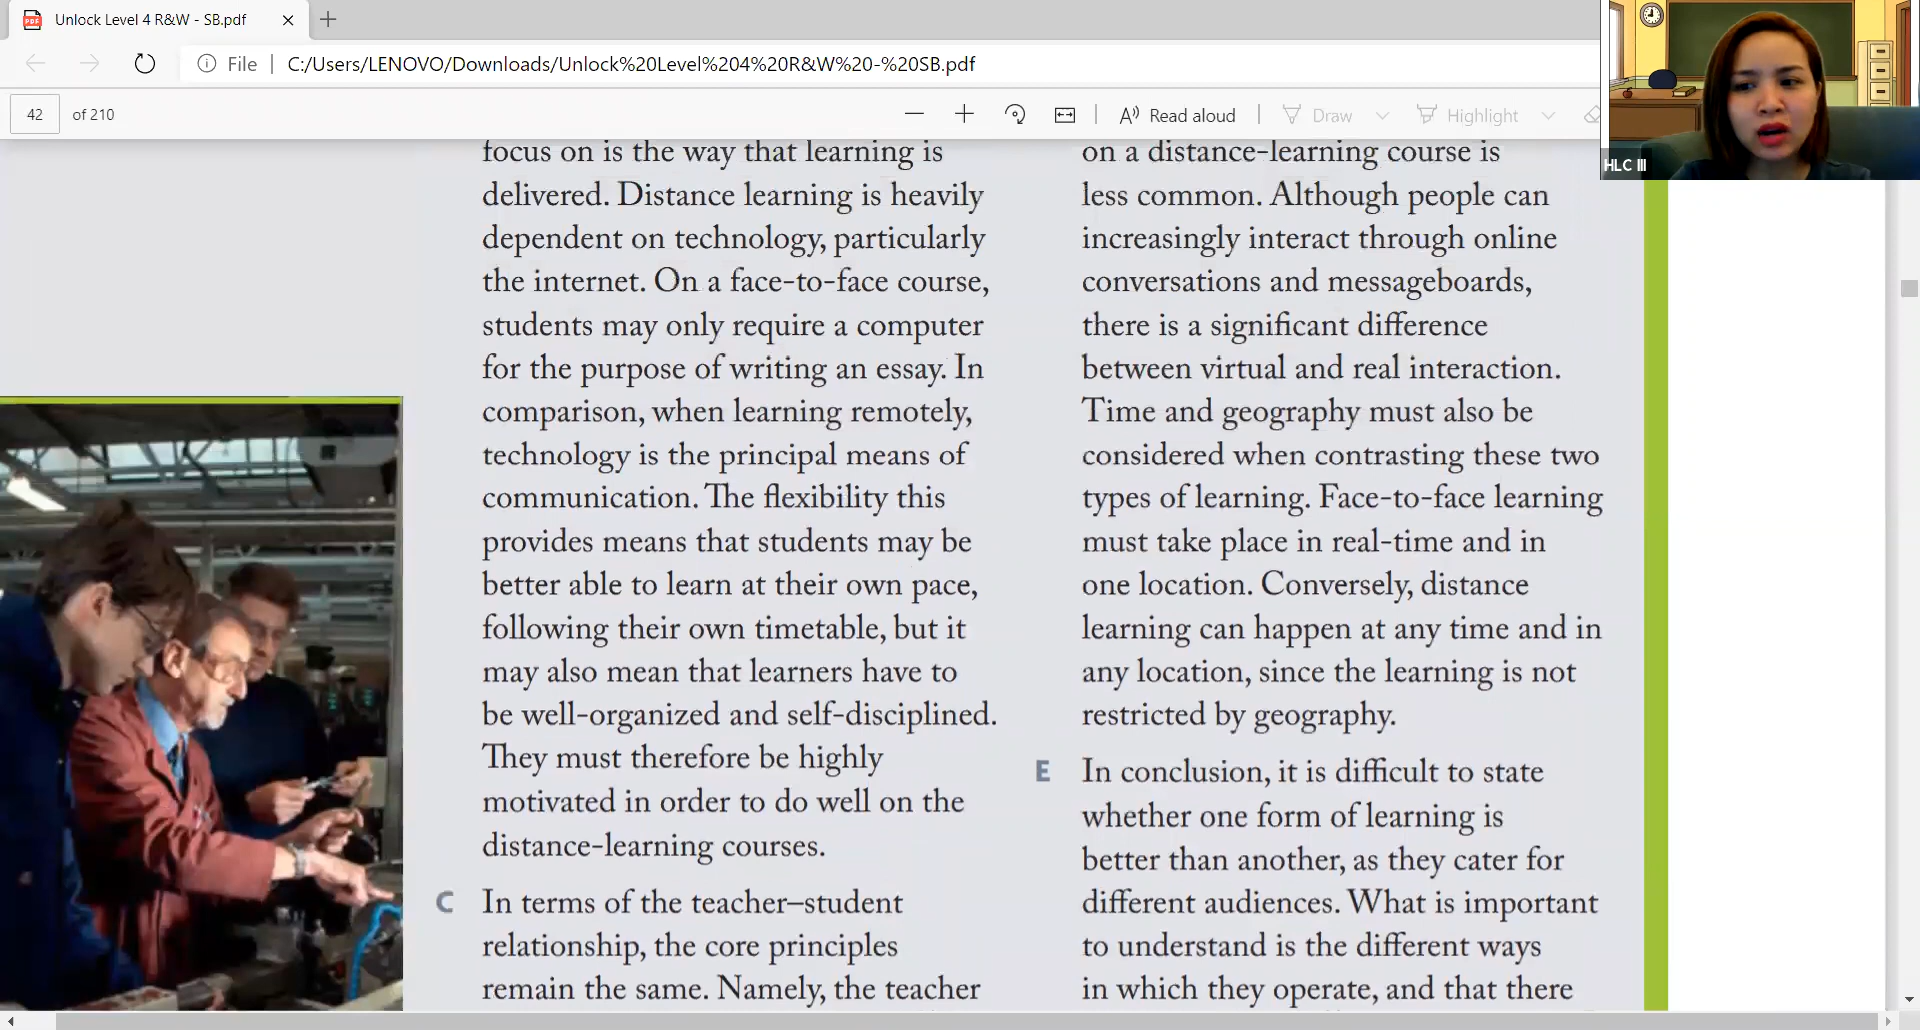 Unlock Level 4 R&W - SB.pdf
File
C:/Users/LENOVO/Downloads/Unlock%20Level%204%20R&W%20-%20SB.pdf
42 of 210
Read aloud
Draw
Highlight
HLC III
focus on is the way that learning is
delivered. Distance learning is heavily
dependent on technology, particularly
the internet. On a face-to-face course,
students may only require a computer
for the purpose of writing an essay. In
comparison, when learning remotely,
technology is the principal means of
communication. The flexibility this
provides means that students may be
better able to learn at their own pace,
following their own timetable, but it
may also mean that learners have to
be well-organized and self-disciplined.
They must therefore be highly
motivated in order to do well on the
distance-learning courses.
C In terms of the teacher–student
relationship, the core principles
remain the same. Namely, the teacher
on a distance-learning course is
less common. Although people can
increasingly interact through online
conversations and messageboards,
there is a significant difference
between virtual and real interaction.
Time and geography must also be
considered when contrasting these two
types of learning. Face-to-face learning
must take place in real-time and in
one location. Conversely, distance
learning can happen at any time and in
any location, since the learning is not
restricted by geography.
E In conclusion, it is difficult to state
whether one form of learning is
better than another, as they cater for
different audiences. What is important
to understand is the different ways
in which they operate, and that there